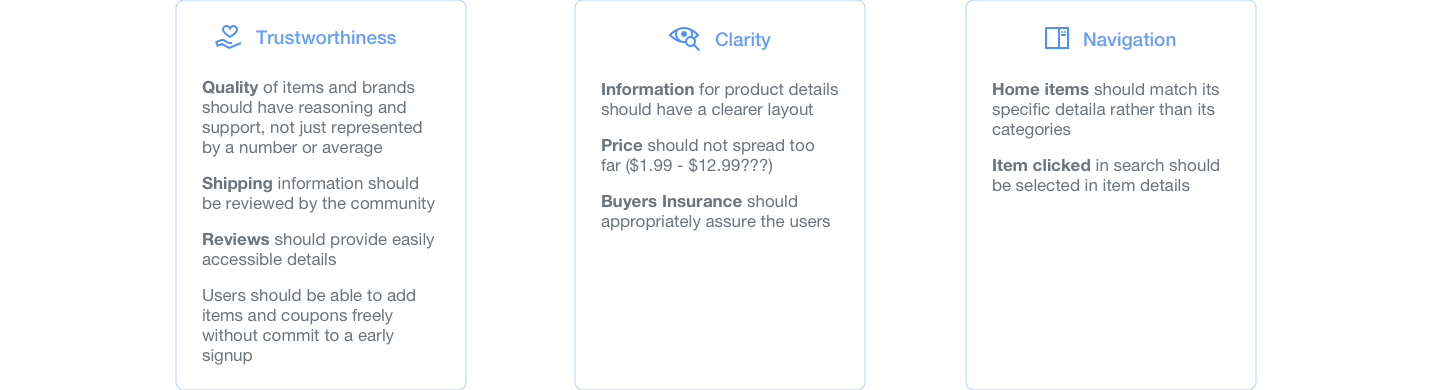 Trustworthiness
Quality of items and brands
should have reasoning and
support, not just represented
by a number or average
Shipping information should
be reviewed by the community
Reviews should provide easily
accessible details
Users should be able to add
items and coupons freely
without commit to a early
signup
Clarity
Information for product details
should have a clearer layout
Price should not spread too
far ($1.99 - $12.99???)
Buyers Insurance should
appropriately assure the users
Navigation
Home items should match its
specific detaila rather than its
categories
Item clicked in search should
be selected in item details